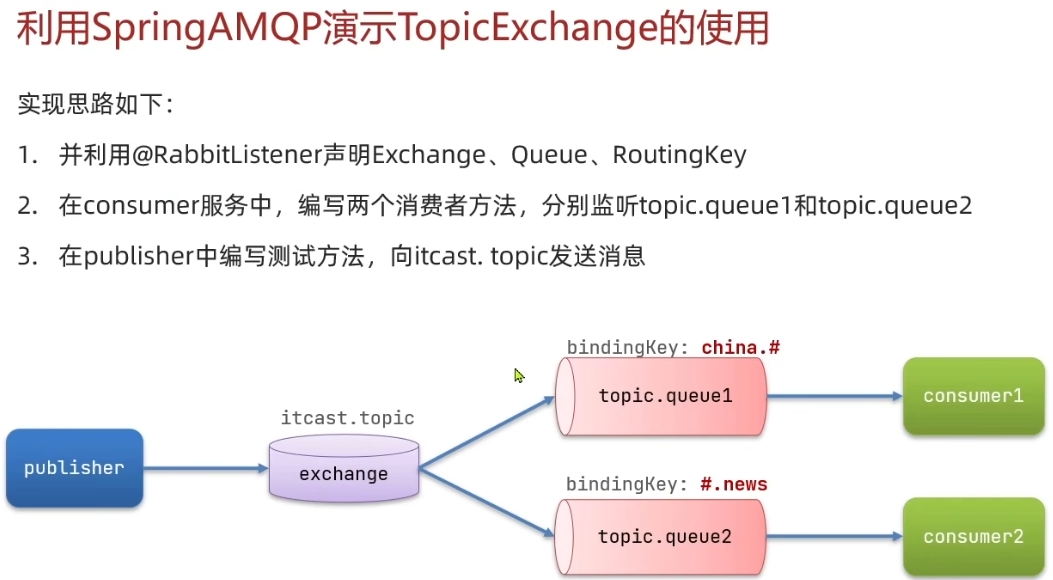 利用SpringAMQP演示TopicExchange的使用
实现思路如下：
1. 并利用@RabbitListener声明Exchange、Queue、RoutingKey
2. 在consumer服务中，编写两个消费者方法，分别监听topic.queue1和topic.queue2
3. 在publisher中编写测试方法，向itcast. topic发送消息
bindingKey: china.#
topic.queue1
consumer1
itcast.topic
publisher
exchange
bindingKey: #.news
topic.queue2
consumer2